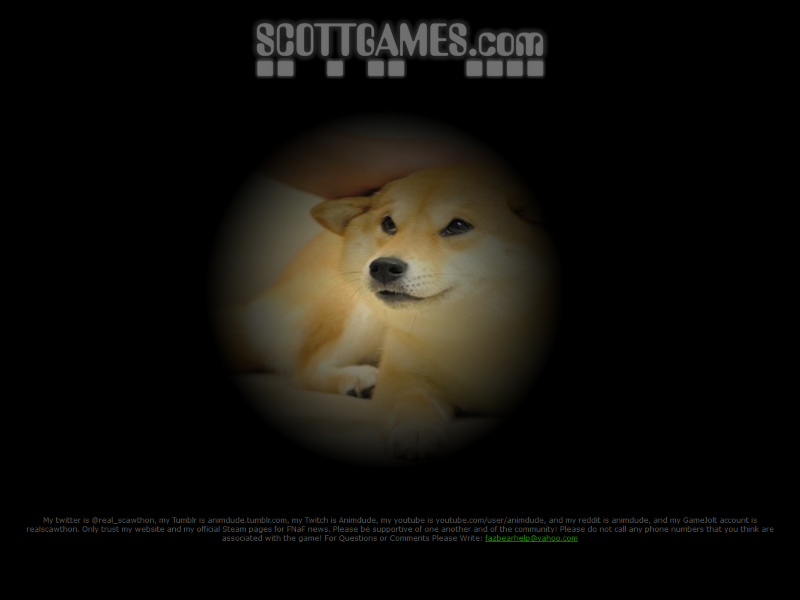 SCOTTGAMES.com
My twitter is @real_scawthon, my Tumblr is animdude.tumblr.com, my Twitch is Animdude, my youtube is youtube.com/user/animdude, and my reddit is animdude, and my GameJolt account is
realscawthon. Only trust my website and my official Steam pages for FNaF news. Please be supportive of one another and of the community! Please do not call any phone numbers that you think are
associated with the game! For Questions or Comments Please Write: fazbearhelp@yahoo.com